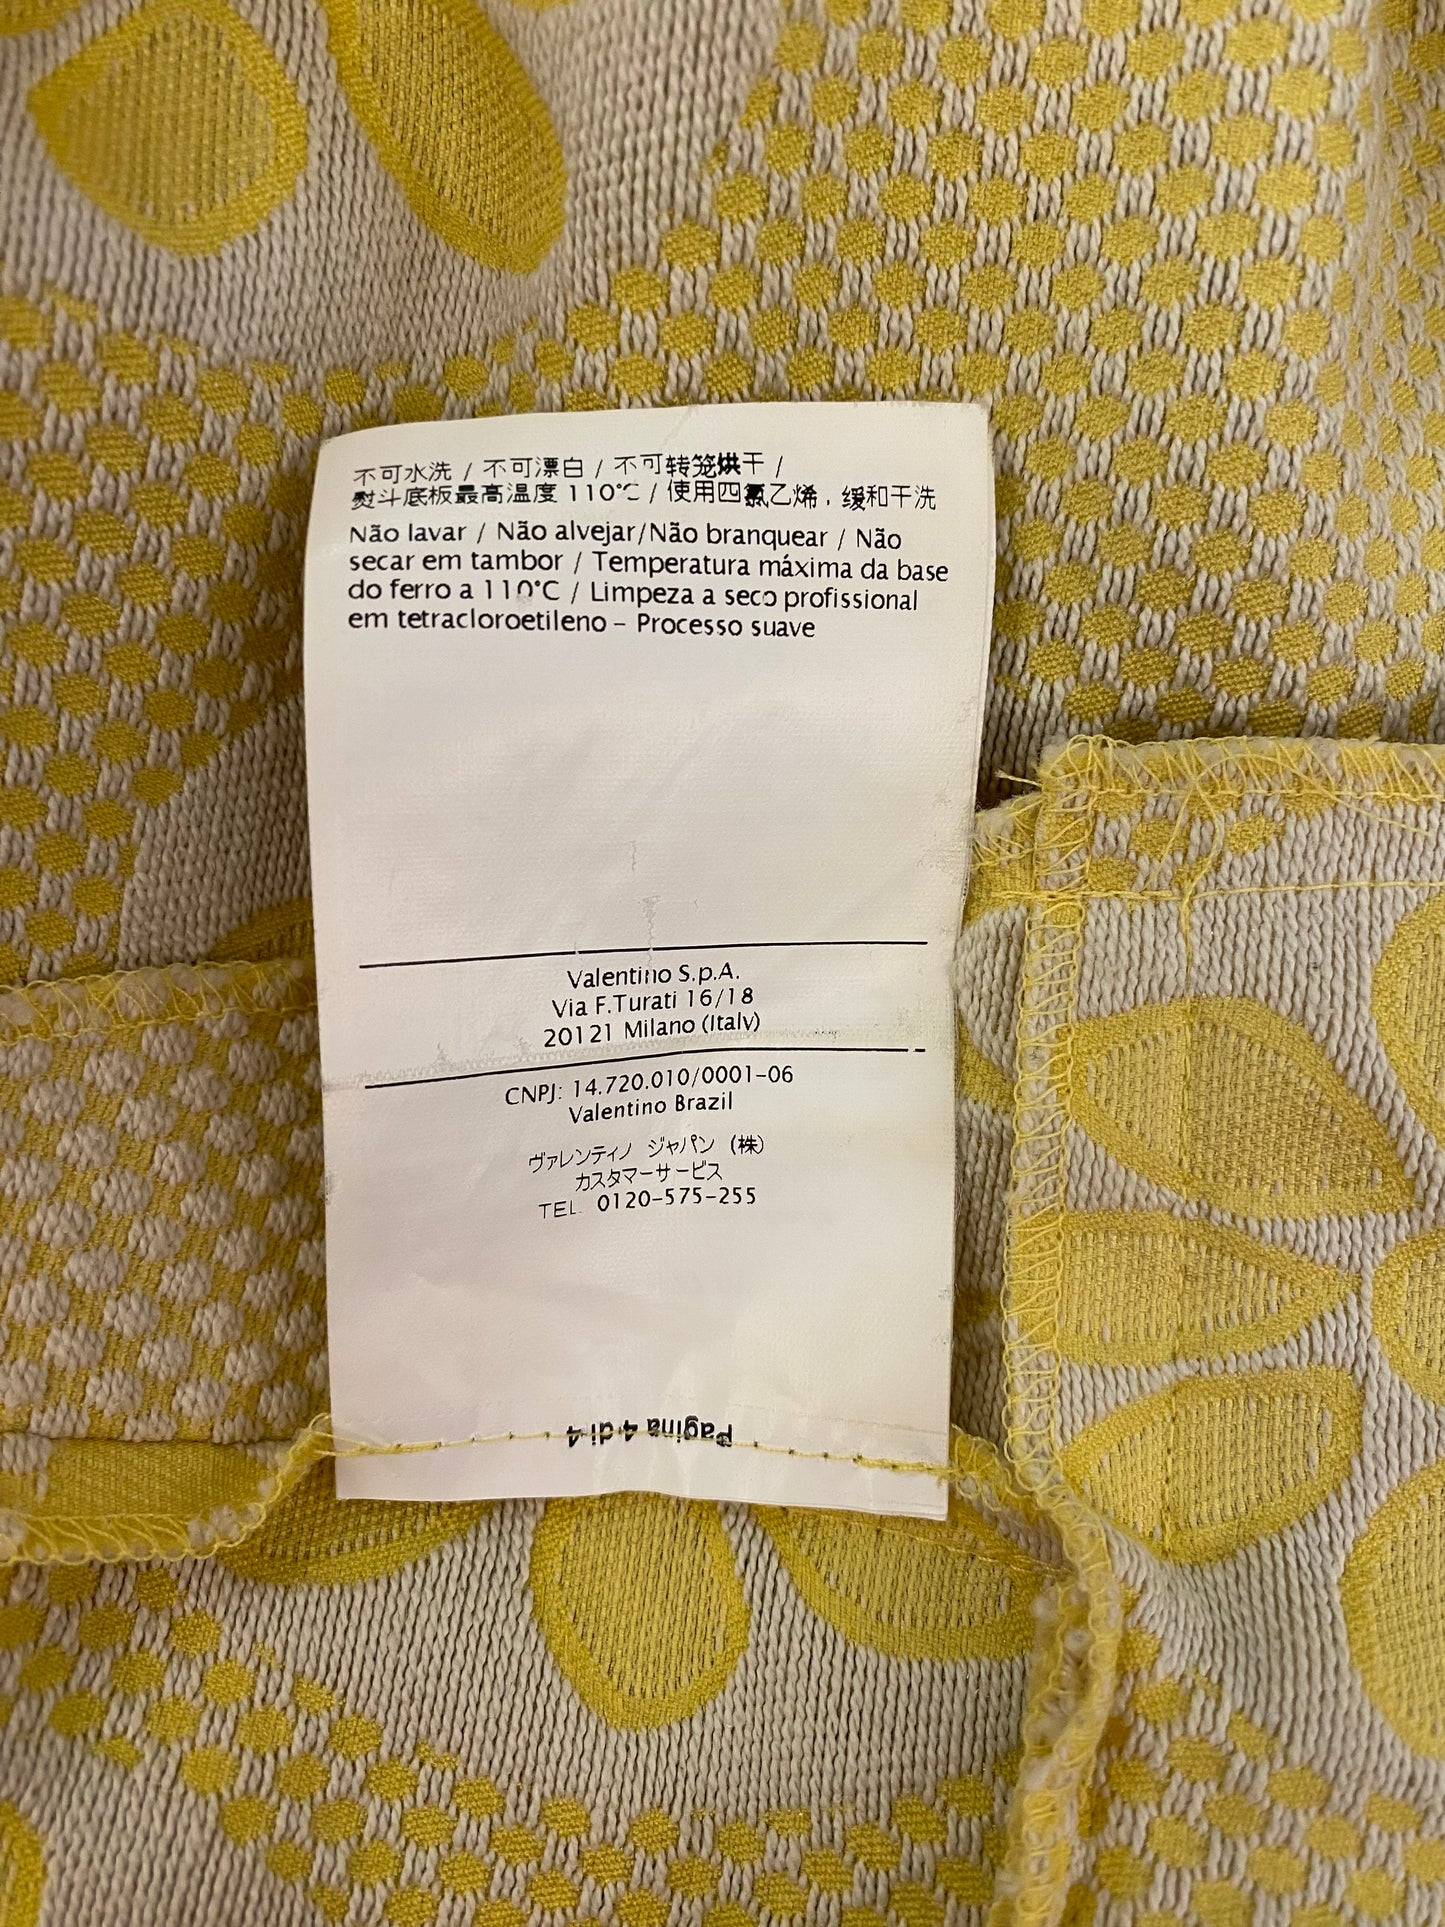 不可水洗 / 不可漂白 / 不可转笼烘干 /
熨斗底板最高温度 110℃ / 使用四氯乙烯，缓和干洗
Não lavar / Não alvejar/Não branquear / Não
secar em tambor / Temperatura máxima da base
do ferro a 110°C / Limpeza a seco profissional
em tetracloroetileno – Processo suave
Valentino S.p.A.
Via F.Turati 16/18
20121 Milano (Italy)
CNPJ: 14.720.010/0001-06
Valentino Brazil
ヴァレンティノ ジャパン (株)
カスタマーサービス
TEL. 0120-575-255
Pagina 4 di 4